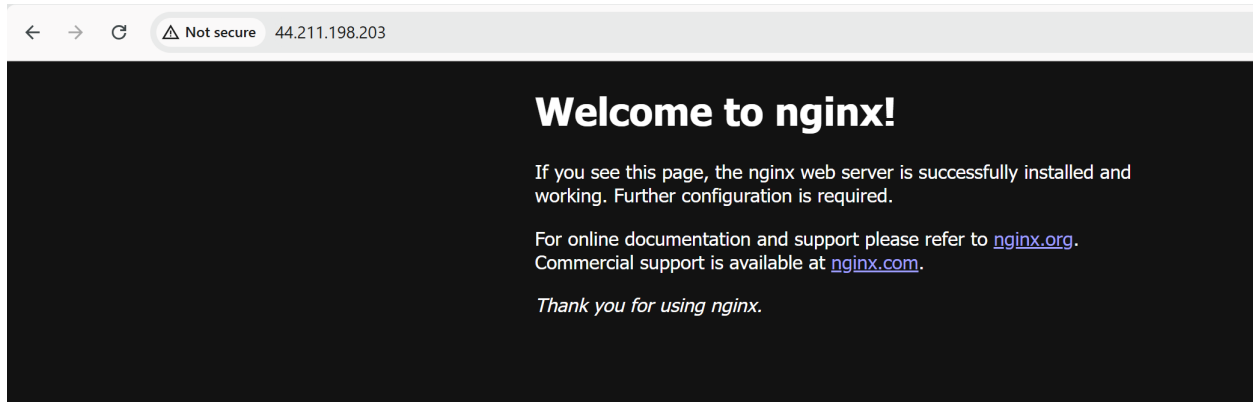 Not secure 44.211.198.203
Welcome to nginx!
If you see this page, the nginx web server is successfully installed and
working. Further configuration is required.
For online documentation and support please refer to nginx.org.
Commercial support is available at nginx.com.
Thank you for using nginx.